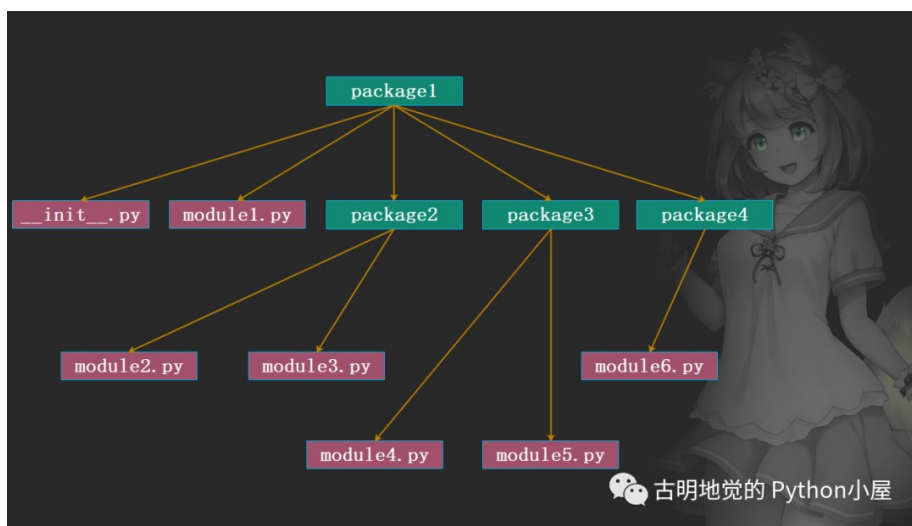 package1
__init__.py
module1.py
package2
package3
package4
module2.py
module3.py
module6.py
module4.py
module5.py
古明地觉的 Python小屋